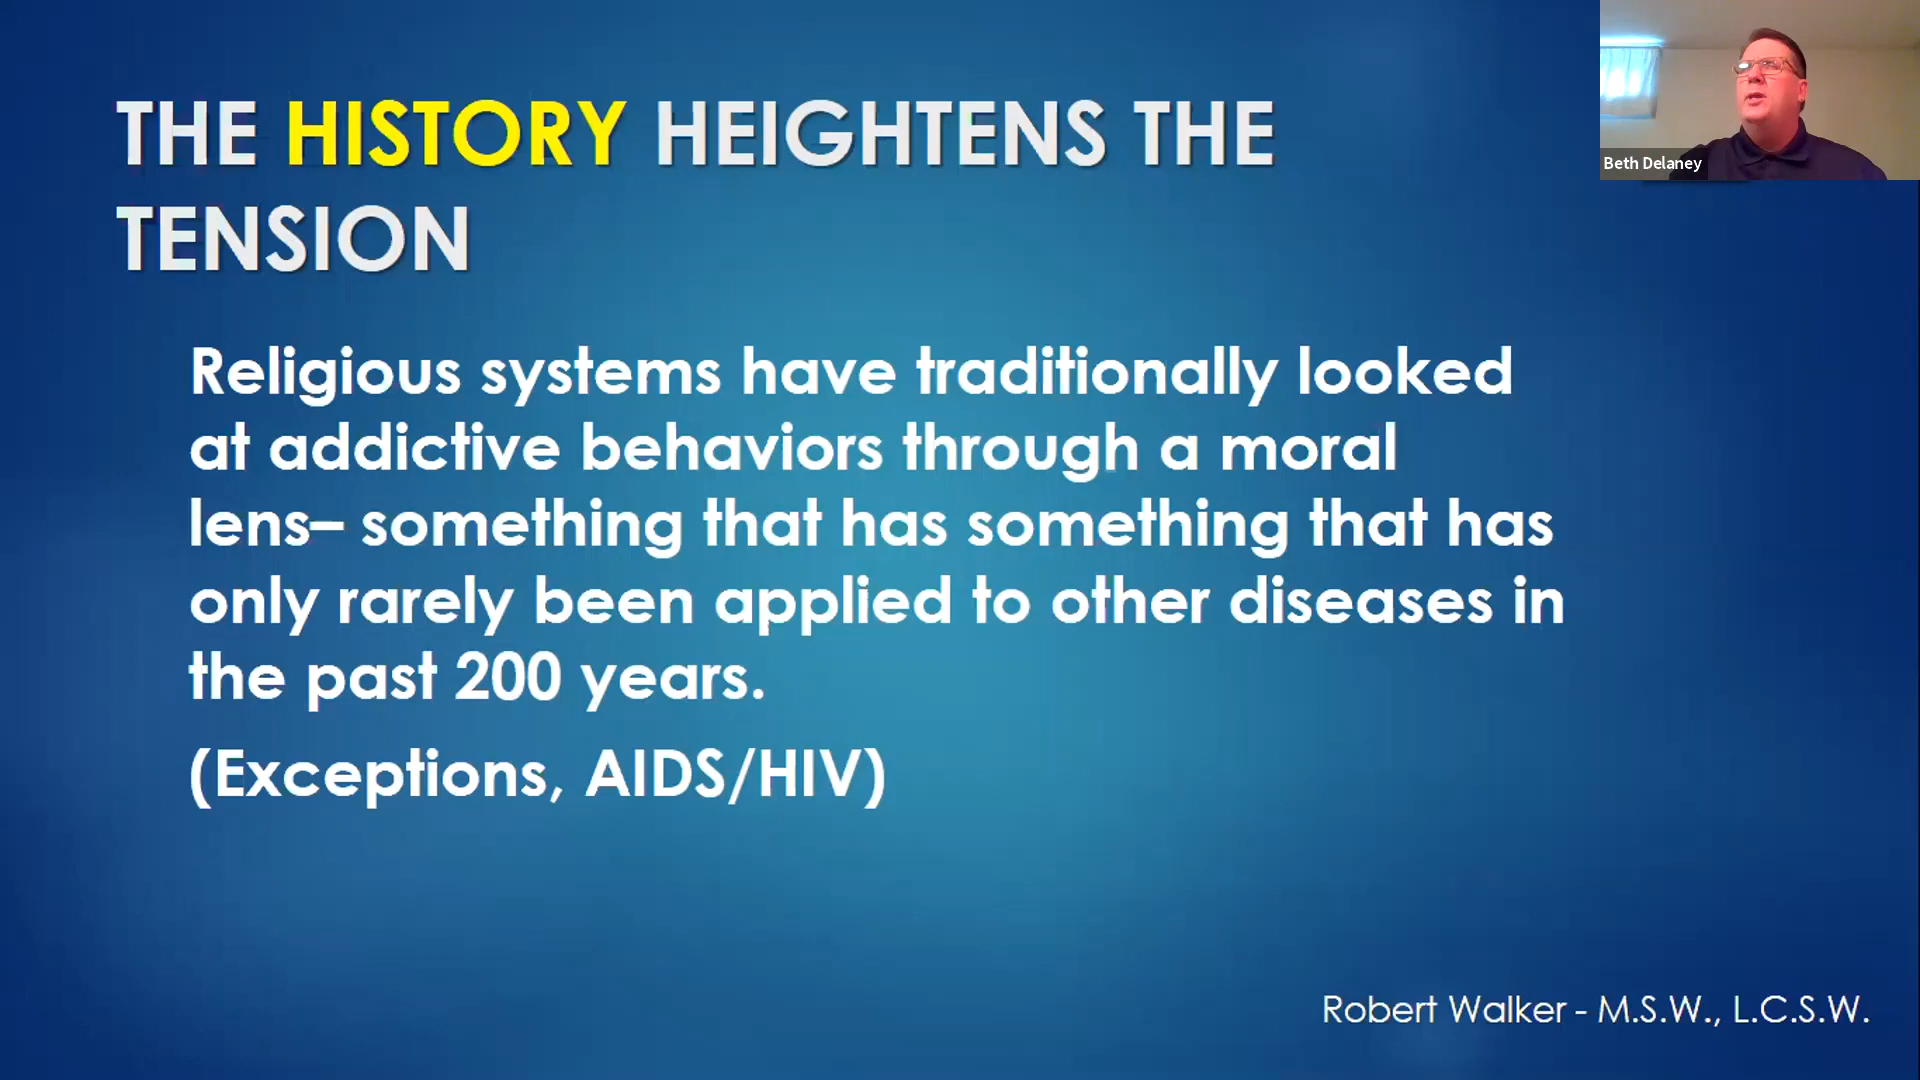 THE HISTORY HEIGHTENS THE
TENSION
Religious systems have traditionally looked
at addictive behaviors through a moral
lens– something that has something that has
only rarely been applied to other diseases in
the past 200 years.
(Exceptions, AIDS/HIV)
Robert Walker - M.S.W., L.C.S.W.
Beth Delaney